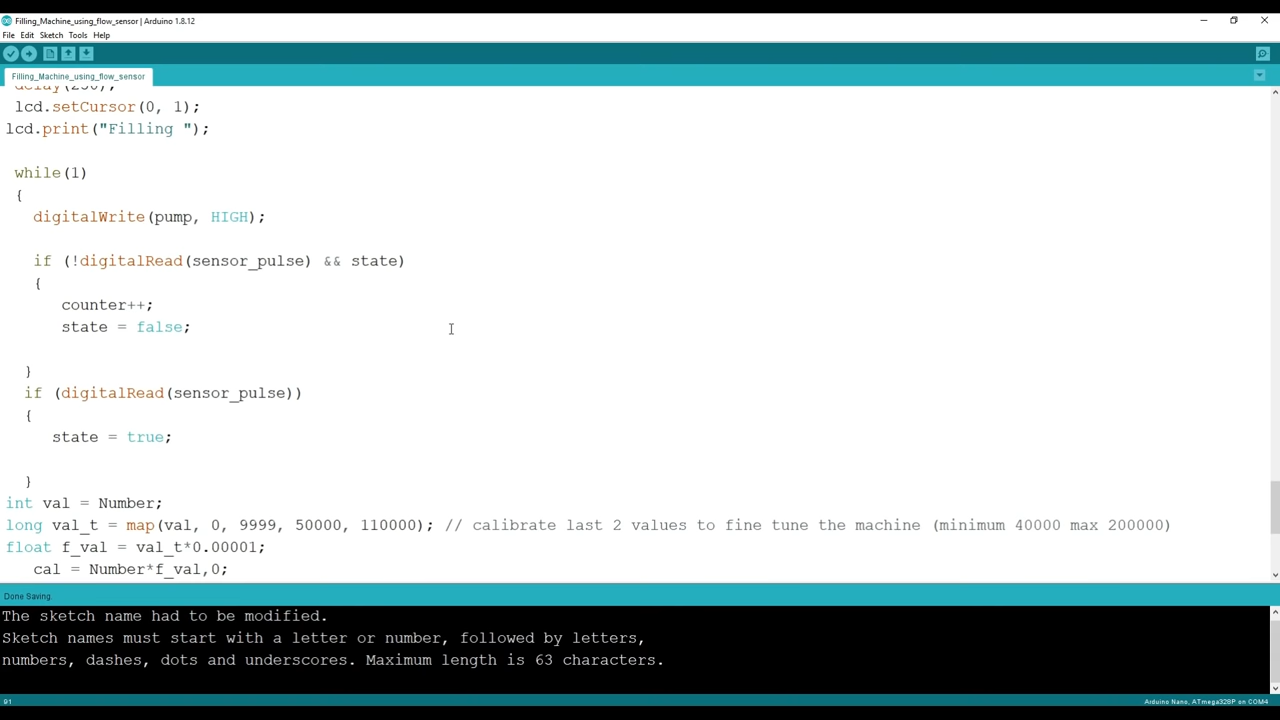 Filling_Machine_using_flow_sensor | Arduino 1.8.12
File Edit Sketch Tools Help
Filling_Machine_using_flow_sensor
delay(250);
lcd.setCursor(0, 1);
lcd.print("Filling ");
while(1)
{
digitalWrite(pump, HIGH);
if (!digitalRead(sensor_pulse) && state)
{
counter++;
state = false;
}
if (digitalRead(sensor_pulse))
{
state = true;
}
int val = Number;
long val_t = map(val, 0, 9999, 50000, 110000); // calibrate last 2 values to fine tune the machine (minimum 40000 max 200000)
float f_val = val_t*0.00001;
cal = Number*f_val,0;
Done Saving.
The sketch name had to be modified.
Sketch names must start with a letter or number, followed by letters,
numbers, dashes, dots and underscores. Maximum length is 63 characters.
91
Arduino Nano, ATmega328P on COM4